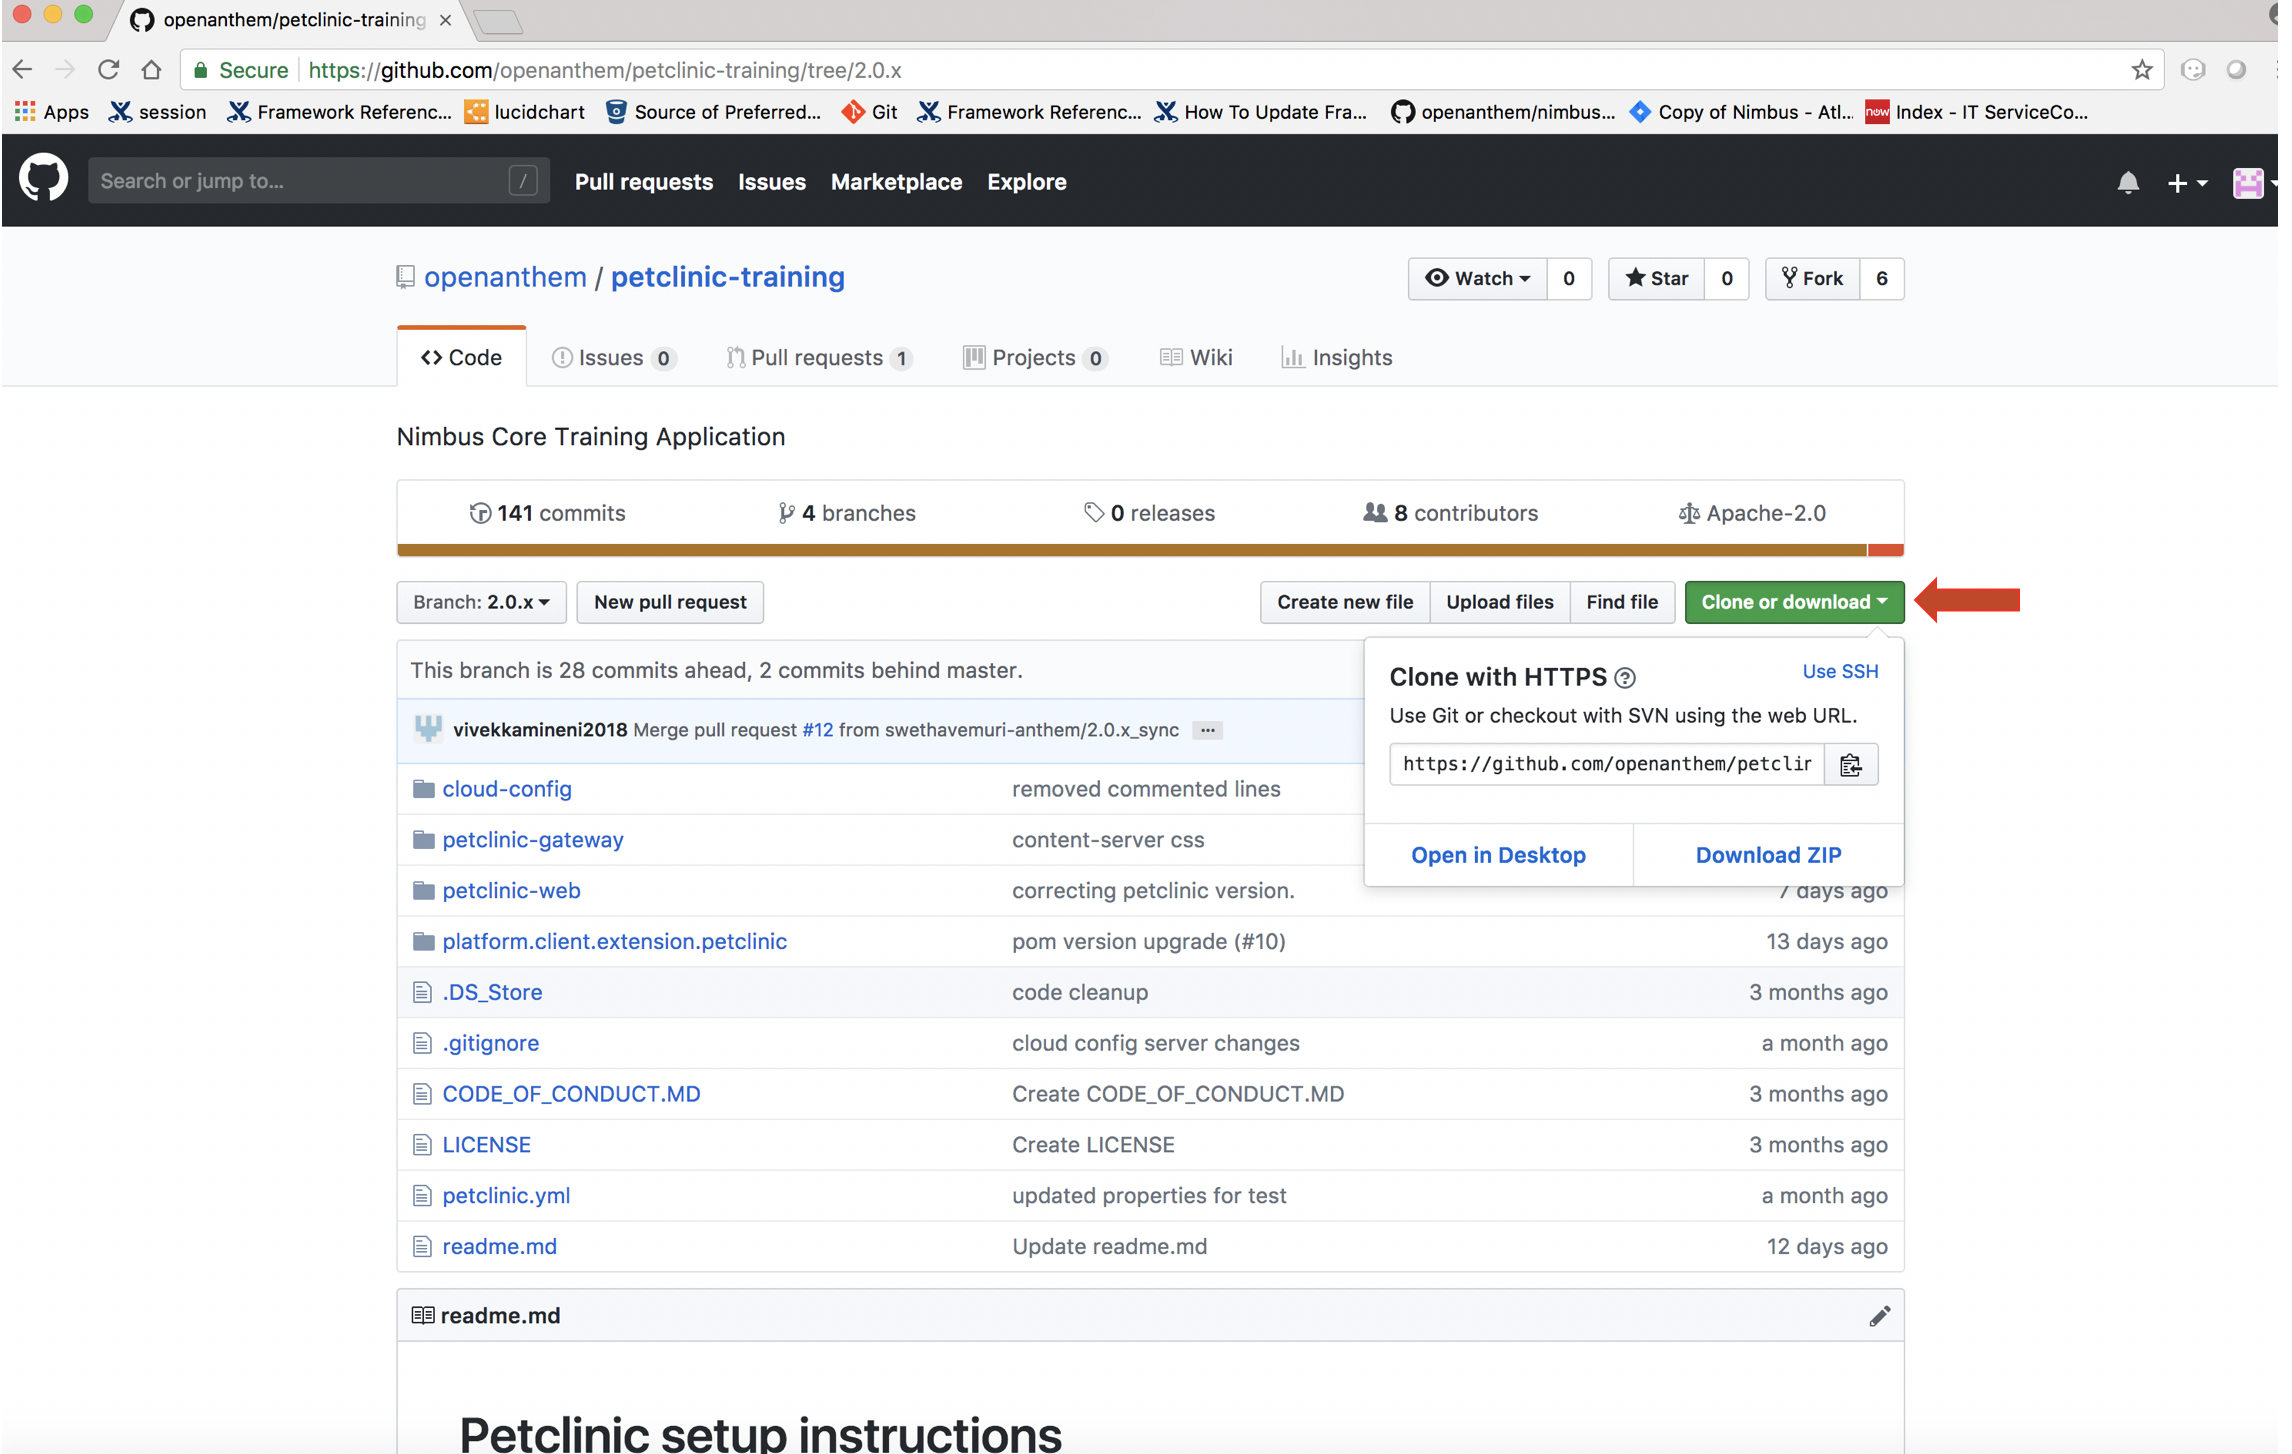 openanthem/petclinic-training
Secure https://github.com/openanthem/petclinic-training/tree/2.0.x
Apps session Framework Referenc... lucidchart Source of Preferred... Git Framework Referenc... How To Update Fra... openanthem/nimbus... Copy of Nimbus - Atl... now Index - IT ServiceCo...
Search or jump to... / Pull requests Issues Marketplace Explore
openanthem / petclinic-training Watch 0 Star 0 Fork 6
Code Issues 0 Pull requests 1 Projects 0 Wiki Insights
Nimbus Core Training Application
141 commits 4 branches 0 releases 8 contributors Apache-2.0
Branch: 2.0.x New pull request Create new file Upload files Find file Clone or download
This branch is 28 commits ahead, 2 commits behind master.
Clone with HTTPS Use SSH
Use Git or checkout with SVN using the web URL.
https://github.com/openanthem/petclir
Open in Desktop Download ZIP
vivekkamineni2018 Merge pull request #12 from swethavemuri-anthem/2.0.x_sync ...
cloud-config removed commented lines
petclinic-gateway content-server css
petclinic-web correcting petclinic version. 7 days ago
platform.client.extension.petclinic pom version upgrade (#10) 13 days ago
.DS_Store code cleanup 3 months ago
.gitignore cloud config server changes a month ago
CODE_OF_CONDUCT.MD Create CODE_OF_CONDUCT.MD 3 months ago
LICENSE Create LICENSE 3 months ago
petclinic.yml updated properties for test a month ago
readme.md Update readme.md 12 days ago
readme.md
Petclinic setup instructions